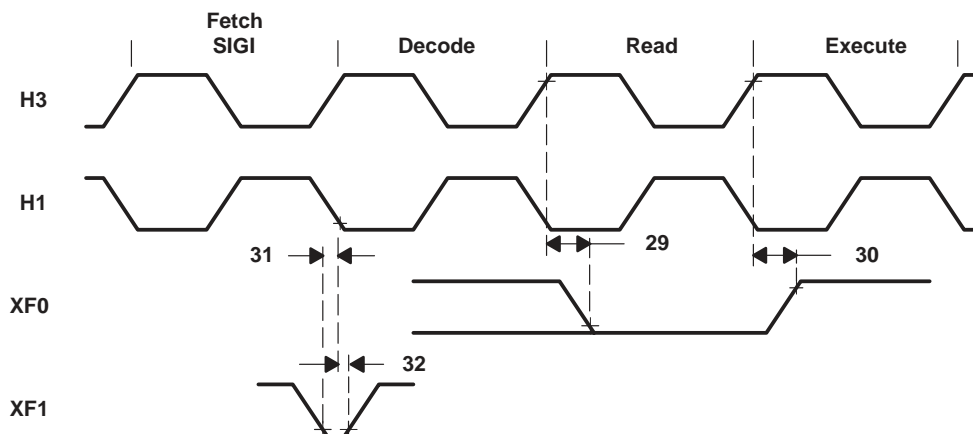 Fetch
SIGI
Decode
Read
Execute
H3
H1
31
29
30
XF0
32
XF1